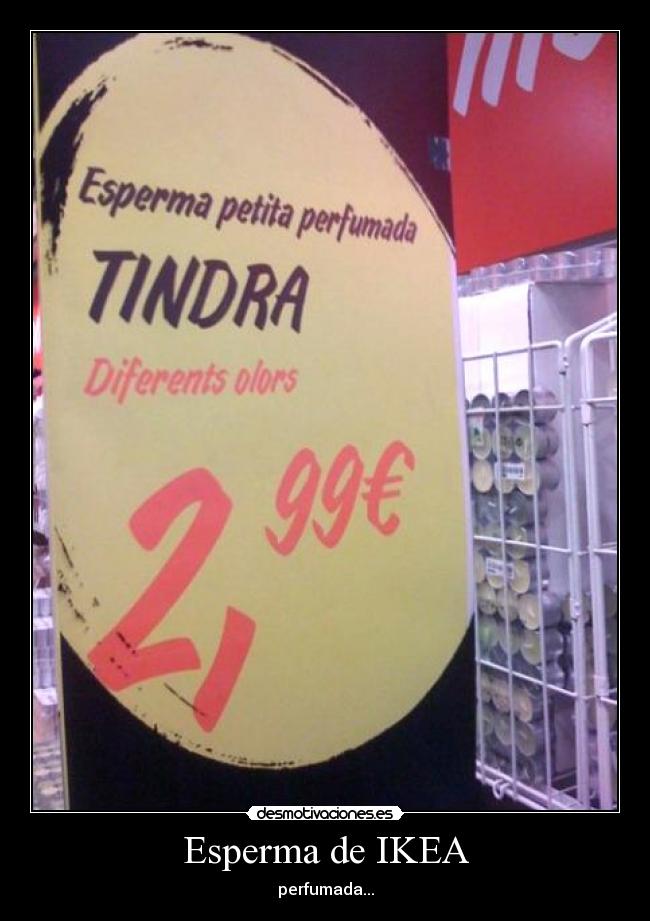 Esperma petita perfumada
TINDRA
Diferents olors
2,99€
desmotivaciones.es
Esperma de IKEA
perfumada...